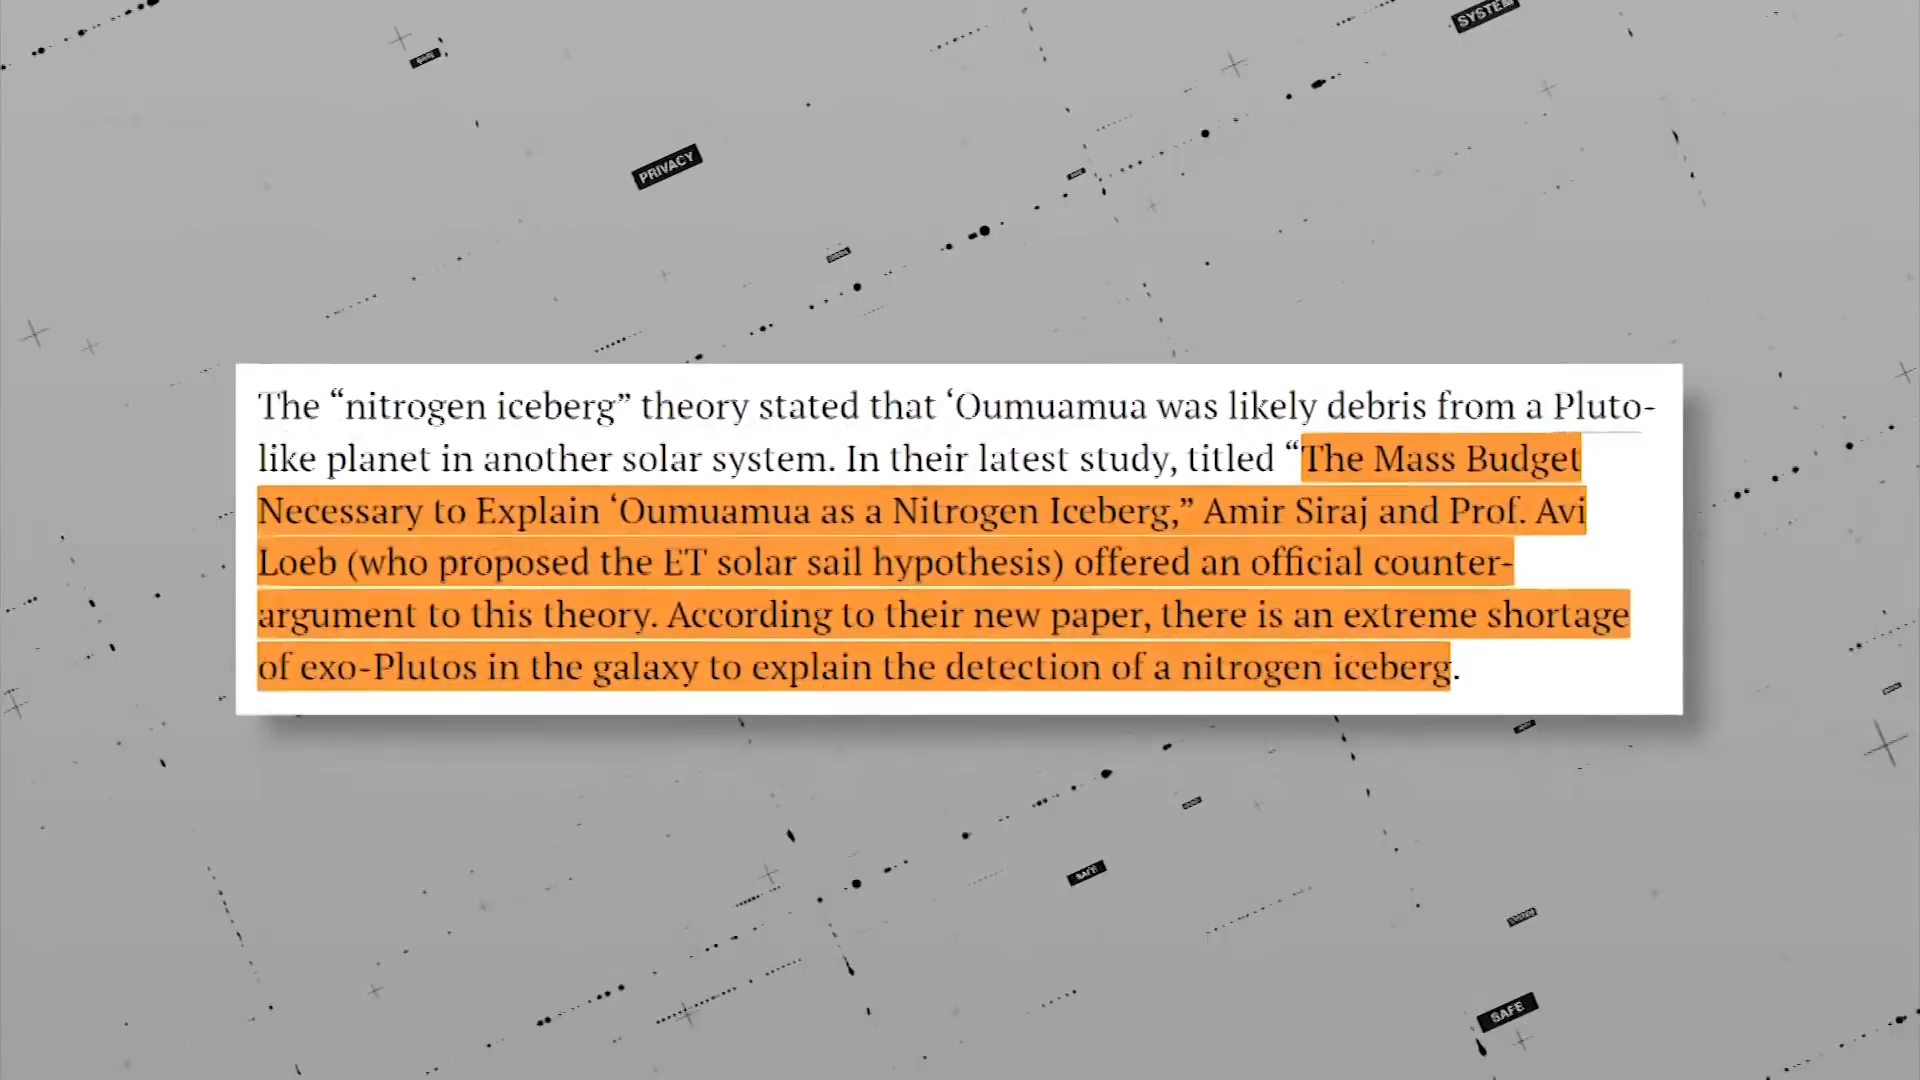 SYSTEM
PRIVACY
The “nitrogen iceberg” theory stated that ‘Oumuamua was likely debris from a Pluto-
like planet in another solar system. In their latest study, titled “The Mass Budget
Necessary to Explain ‘Oumuamua as a Nitrogen Iceberg,” Amir Siraj and Prof. Avi
Loeb (who proposed the ET solar sail hypothesis) offered an official counter-
argument to this theory. According to their new paper, there is an extreme shortage
of exo-Plutos in the galaxy to explain the detection of a nitrogen iceberg.
SAFE
SAFE